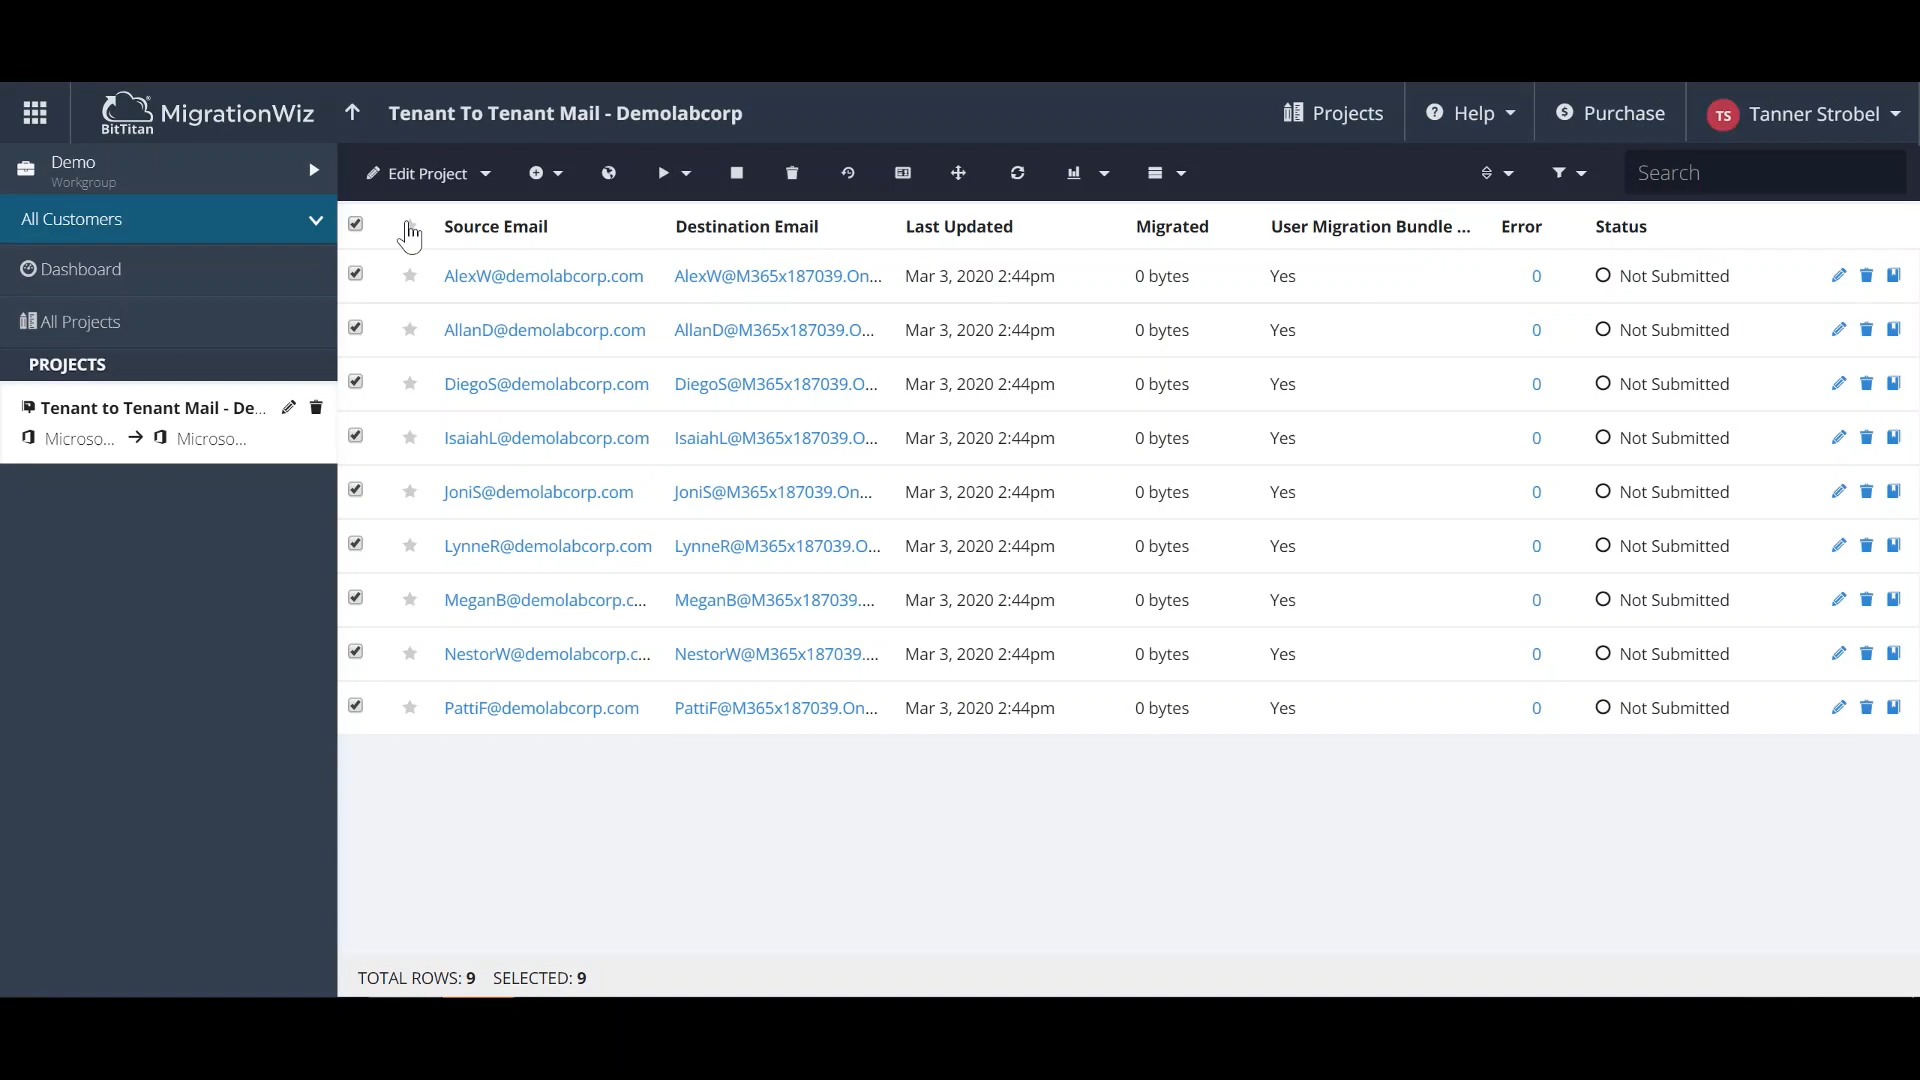 BitTitan MigrationWiz Tenant To Tenant Mail - Demolabcorp Projects Help Purchase TS Tanner Strobel
Demo
Workgroup
Edit Project Search
All Customers
Dashboard
All Projects
PROJECTS
Tenant to Tenant Mail - De...
Microso... Microso...
Source Email Destination Email Last Updated Migrated User Migration Bundle ... Error Status
AlexW@demolabcorp.com AlexW@M365x187039.On... Mar 3, 2020 2:44pm 0 bytes Yes 0 Not Submitted
AllanD@demolabcorp.com AllanD@M365x187039.O... Mar 3, 2020 2:44pm 0 bytes Yes 0 Not Submitted
DiegoS@demolabcorp.com DiegoS@M365x187039.O... Mar 3, 2020 2:44pm 0 bytes Yes 0 Not Submitted
IsaiahL@demolabcorp.com IsaiahL@M365x187039.O... Mar 3, 2020 2:44pm 0 bytes Yes 0 Not Submitted
JoniS@demolabcorp.com JoniS@M365x187039.On... Mar 3, 2020 2:44pm 0 bytes Yes 0 Not Submitted
LynneR@demolabcorp.com LynneR@M365x187039.O... Mar 3, 2020 2:44pm 0 bytes Yes 0 Not Submitted
MeganB@demolabcorp.c... MeganB@M365x187039.... Mar 3, 2020 2:44pm 0 bytes Yes 0 Not Submitted
NestorW@demolabcorp.c... NestorW@M365x187039.... Mar 3, 2020 2:44pm 0 bytes Yes 0 Not Submitted
PattiF@demolabcorp.com PattiF@M365x187039.On... Mar 3, 2020 2:44pm 0 bytes Yes 0 Not Submitted
TOTAL ROWS: 9 SELECTED: 9